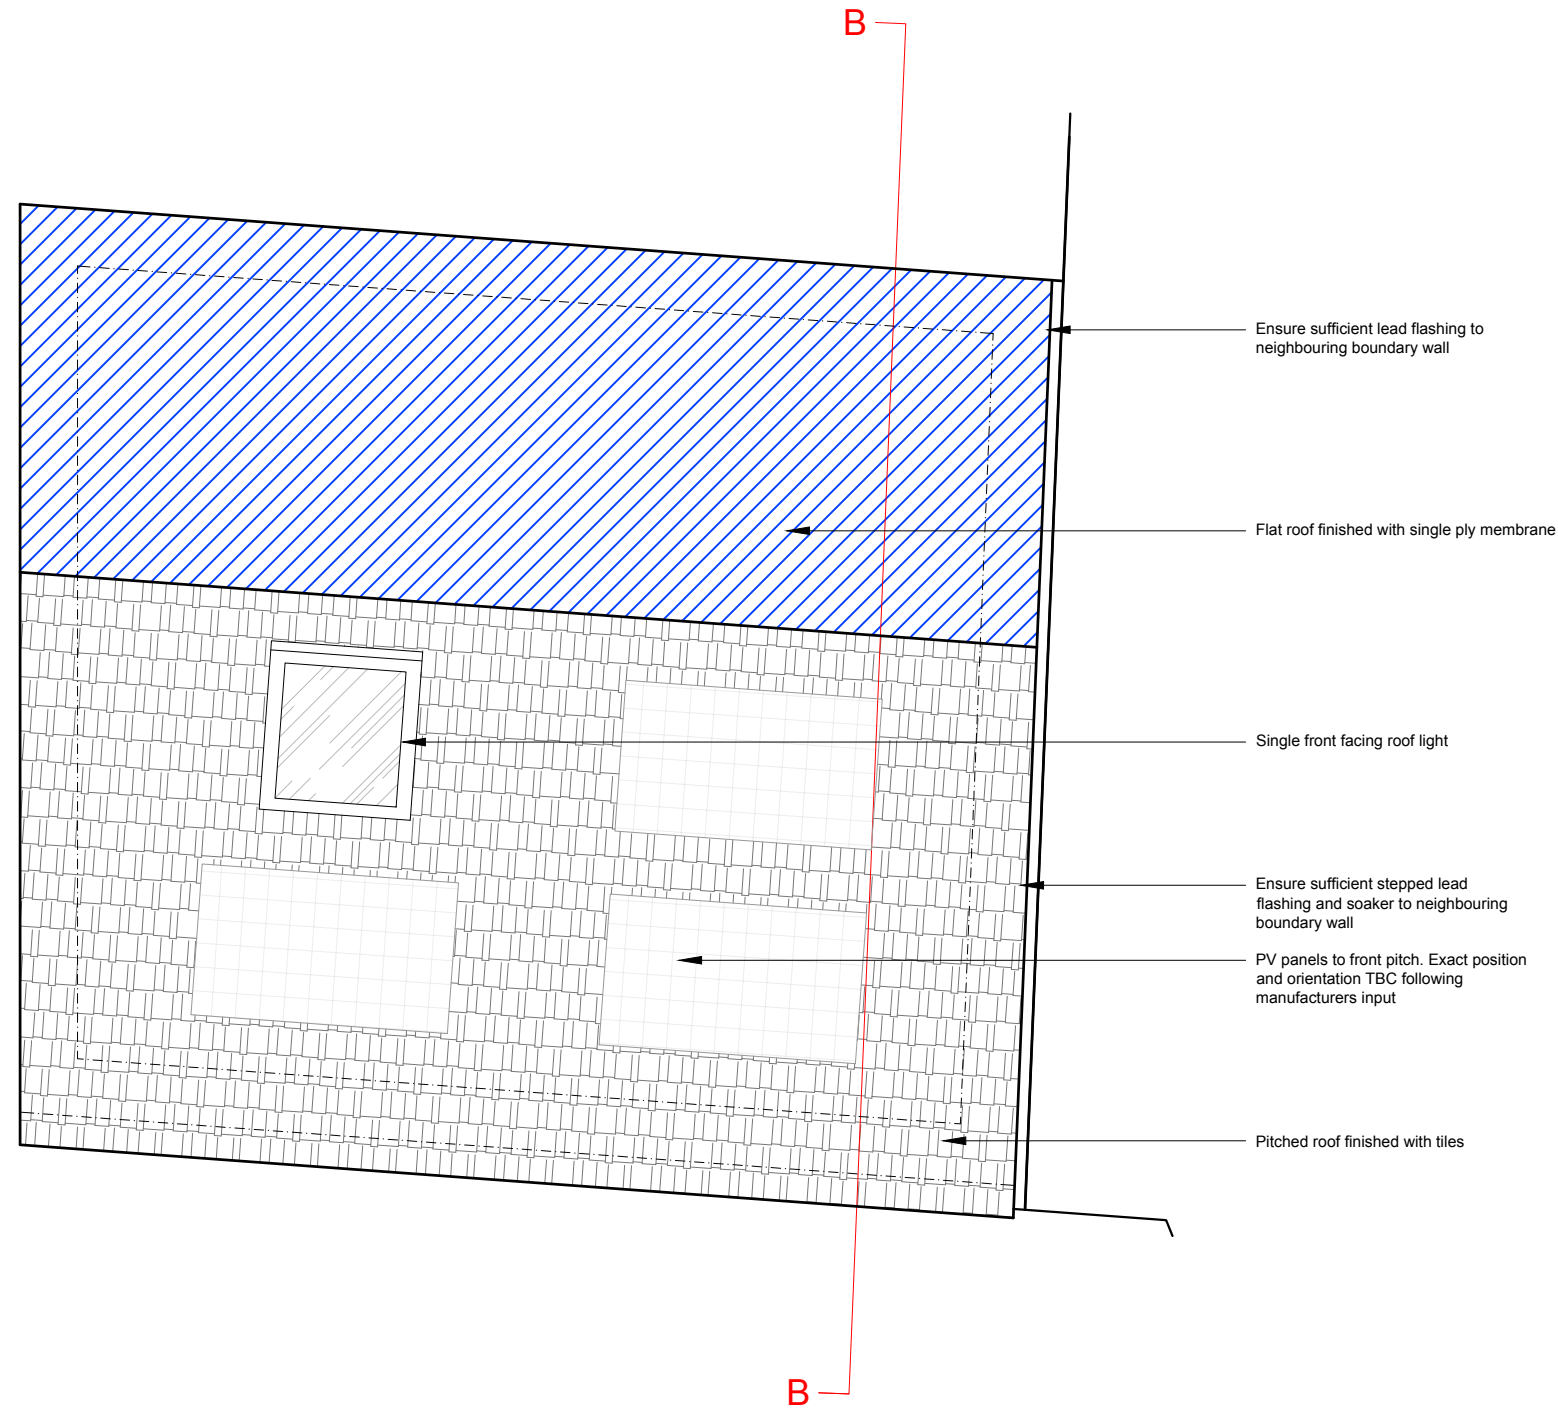 B
Ensure sufficient lead flashing to
neighbouring boundary wall
Flat roof finished with single ply membrane
Single front facing roof light
Ensure sufficient stepped lead
flashing and soaker to neighbouring
boundary wall
PV panels to front pitch. Exact position
and orientation TBC following
manufacturers input
Pitched roof finished with tiles
B